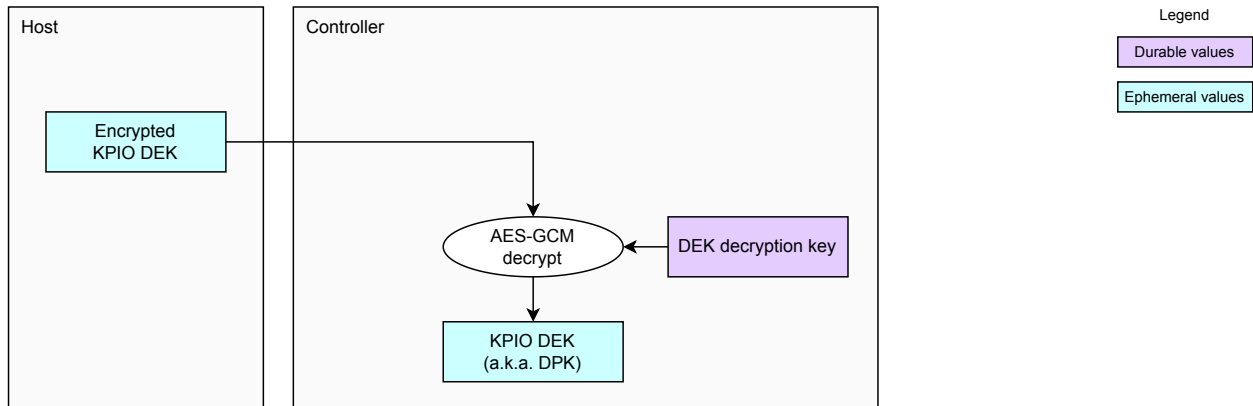 Host
Controller
Legend
Durable values
Ephemeral values
Encrypted
KPIO DEK
AES-GCM
decrypt
DEK decryption key
KPIO DEK
(a.k.a. DPK)